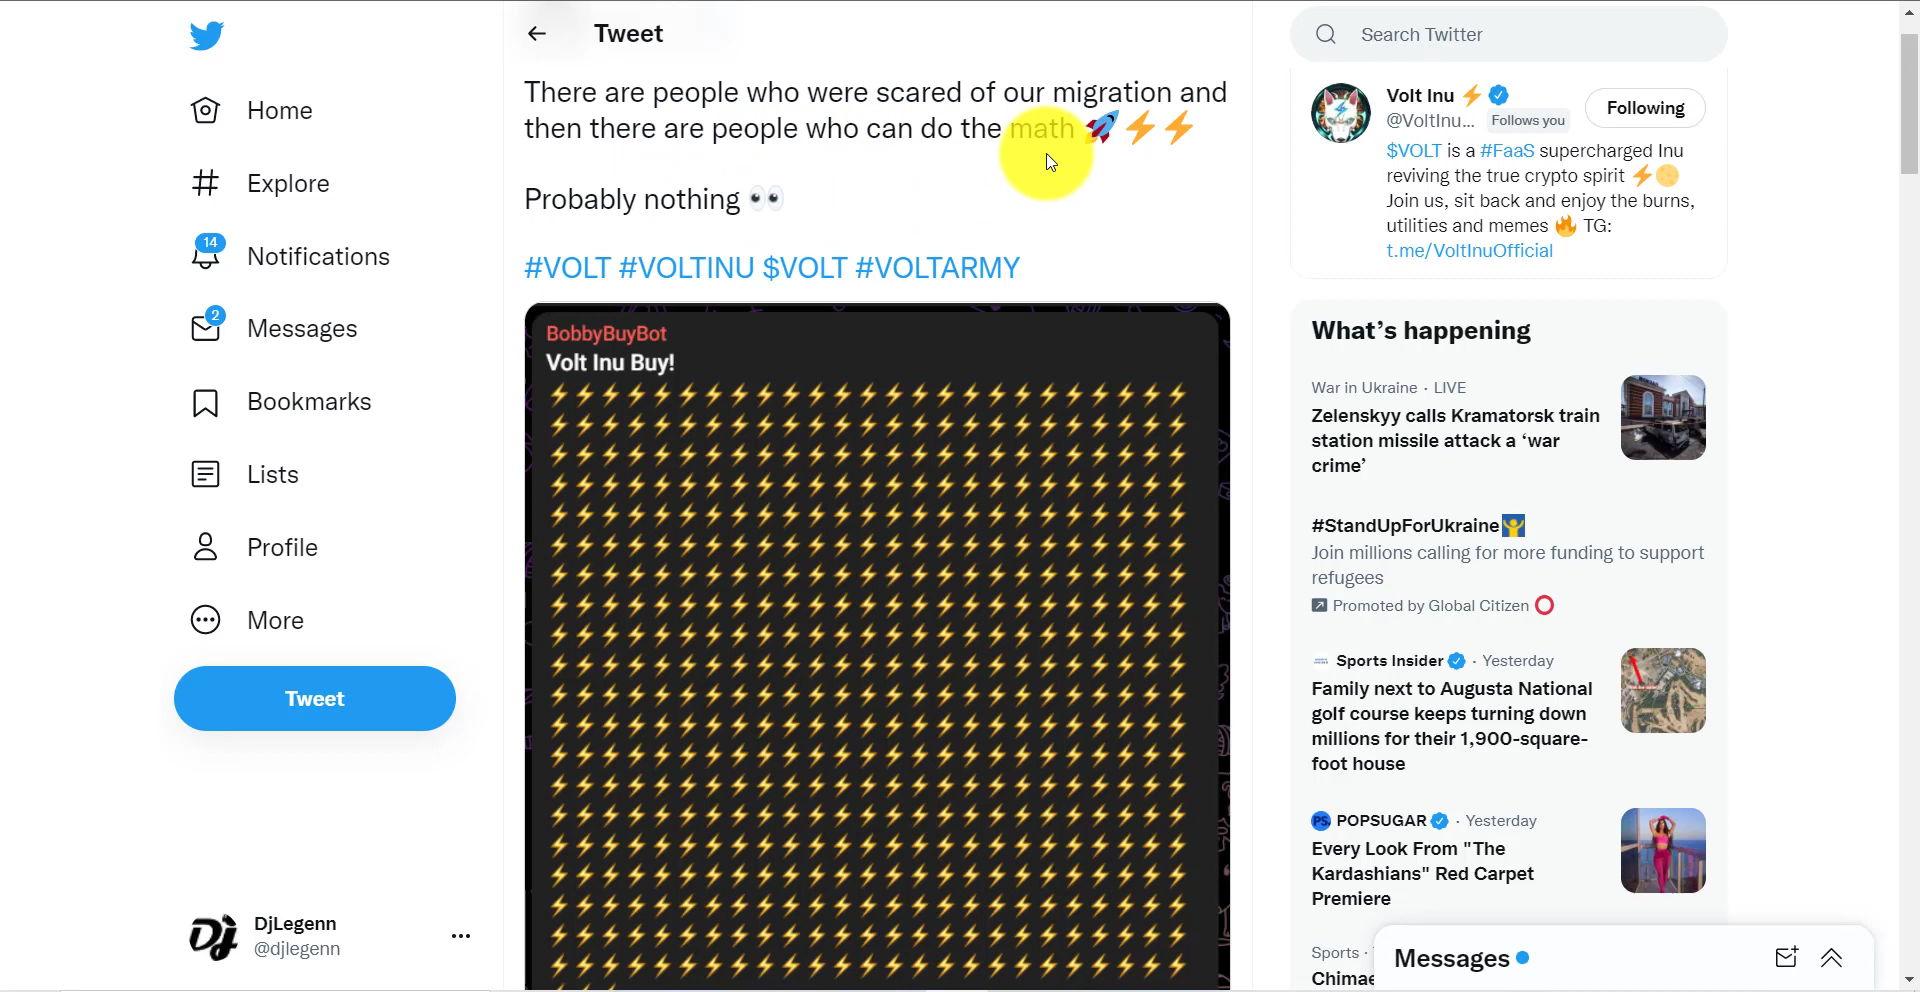 Home
Explore
14
Notifications
2
Messages
Bookmarks
Lists
Profile
More
Tweet
DjLegenn
@djlegenn
Tweet
There are people who were scared of our migration and
then there are people who can do the math 🚀⚡⚡
Probably nothing 👀
#VOLT #VOLTINU $VOLT #VOLTARMY
BobbyBuyBot
Volt Inu Buy!
Search Twitter
Volt Inu ⚡
@VoltInu... Follows you
Following
$VOLT is a #FaaS supercharged Inu
reviving the true crypto spirit ⚡🌕
Join us, sit back and enjoy the burns,
utilities and memes 🔥 TG:
t.me/VoltInuOfficial
What's happening
War in Ukraine · LIVE
Zelenskyy calls Kramatorsk train
station missile attack a ‘war
crime’
#StandUpForUkraine
Join millions calling for more funding to support
refugees
Promoted by Global Citizen ⭕
Sports Insider · Yesterday
Family next to Augusta National
golf course keeps turning down
millions for their 1,900-square-
foot house
PS.
POPSUGAR · Yesterday
Every Look From "The
Kardashians" Red Carpet
Premiere
Sports ·
Chimae
Messages